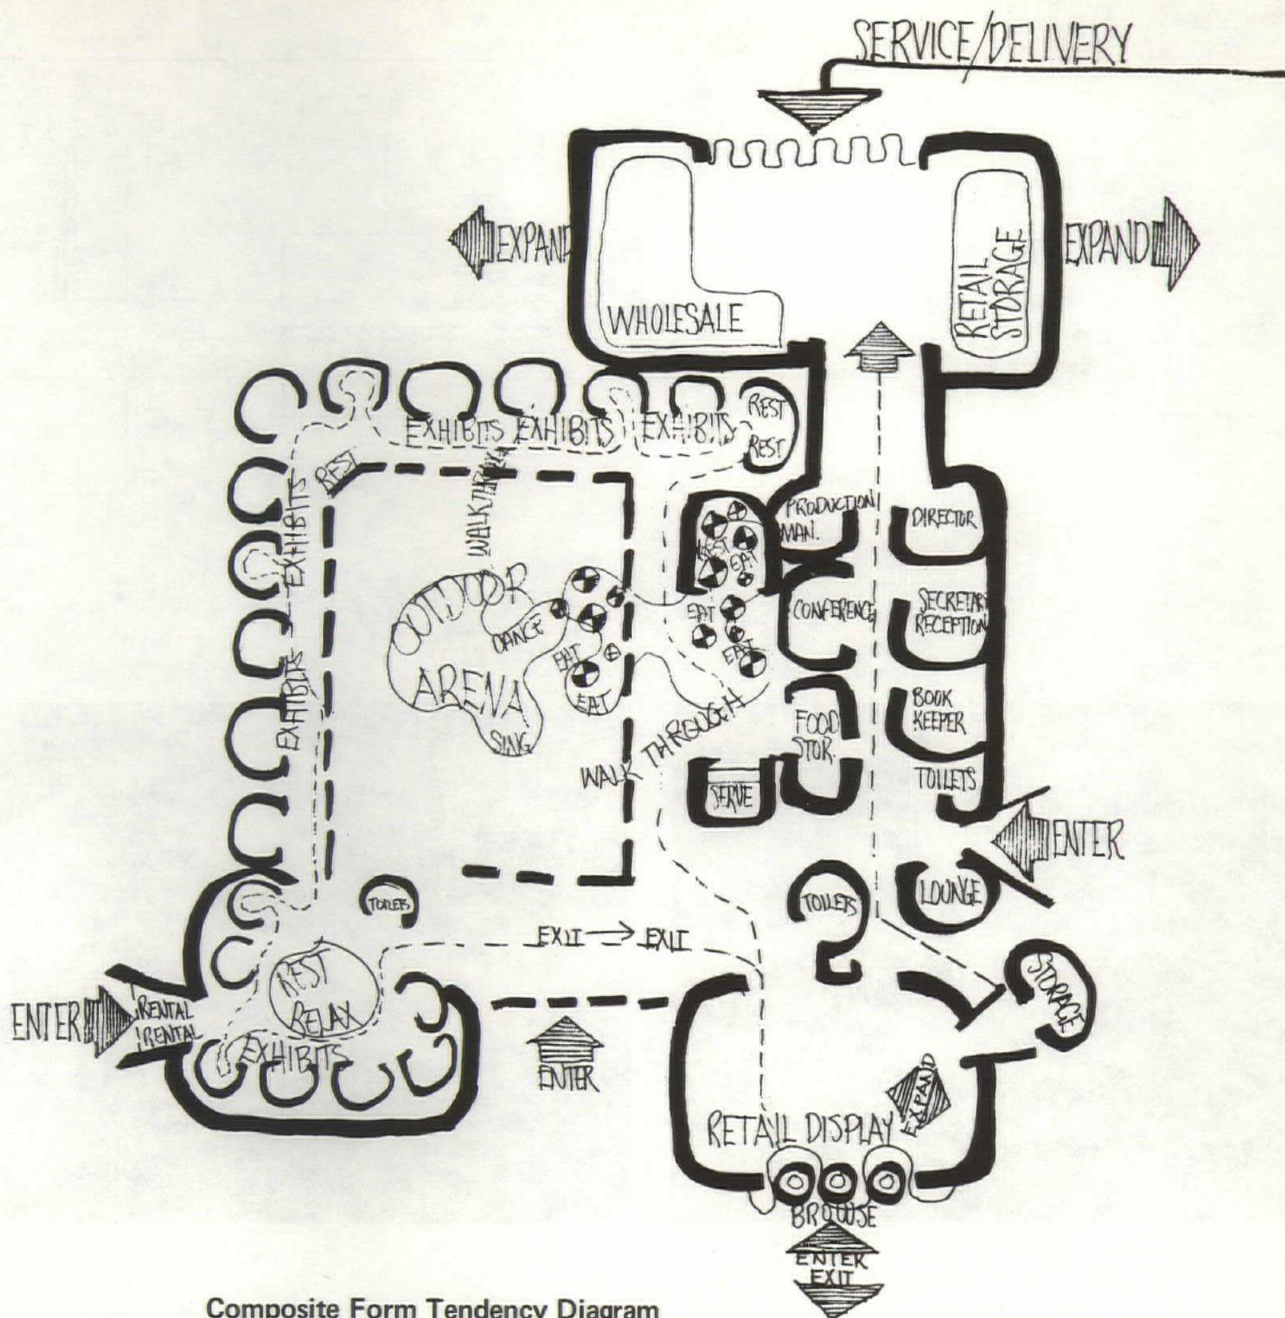 SERVICE/DELIVERY
EXPAND
EXPAND
WHOLESALE
RETAIL
STORAGE
EXHIBITS EXHIBITS EXHIBITS
REST
REST
REST
EXHIBITS
EXHIBITS
WALK THROUGH
PRODUCTION
MAN.
DIRECTOR
REST
EAT
EAT
EAT
CONFERENCE
SECRETARY
RECEPTION
OUTDOOR
ARENA
DANCE
EAT
EAT
SING
BOOK
KEEPER
FOOD
STOR.
WALK THROUGH
TOILETS
SERVE
ENTER
TOILETS
TOILETS
LOUNGE
EXIT → EXIT
REST
RELAX
STORAGE
ENTER
RENTAL
RENTAL
EXHIBITS
ENTER
EXPAND
RETAIL DISPLAY
BROWSE
ENTER
EXIT
Composite Form Tendency Diagram